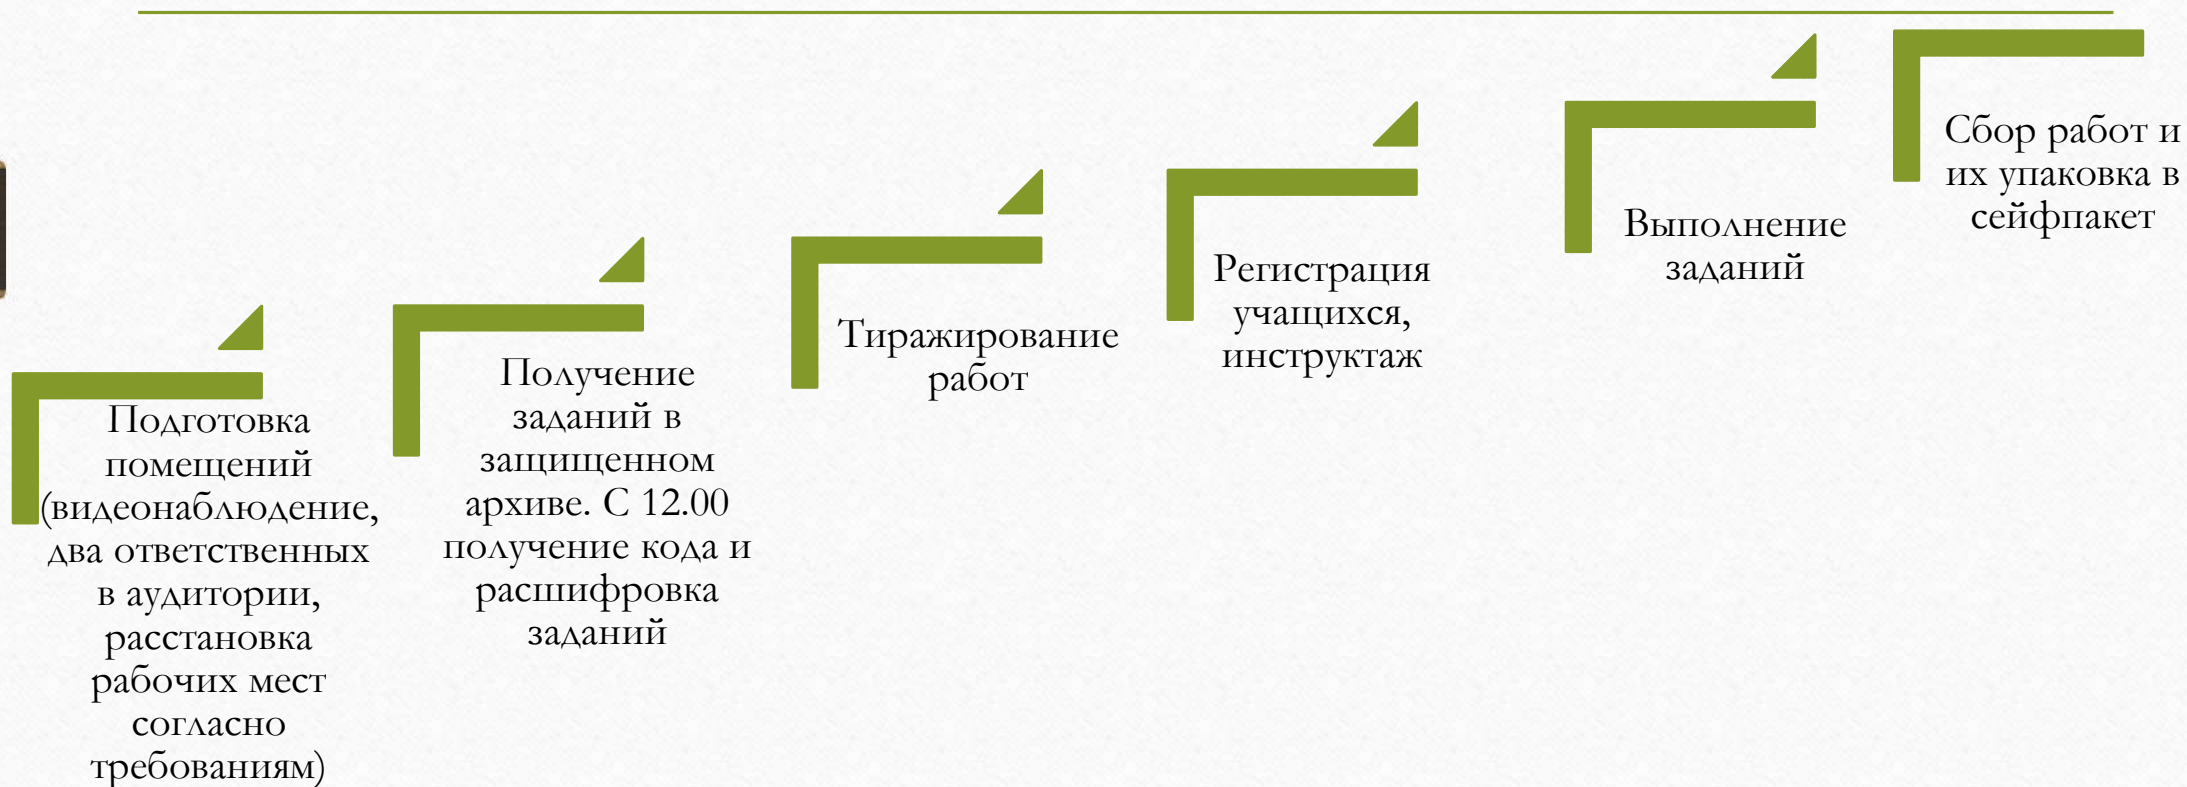 Подготовка
помещений
(видеонаблюдение,
два ответственных
в аудитории,
расстановка
рабочих мест
согласно
требованиям)
Получение
заданий в
защищенном
архиве. С 12.00
получение кода и
расшифровка
заданий
Тиражирование
работ
Регистрация
учащихся,
инструктаж
Выполнение
заданий
Сбор работ и
их упаковка в
сейфпакет